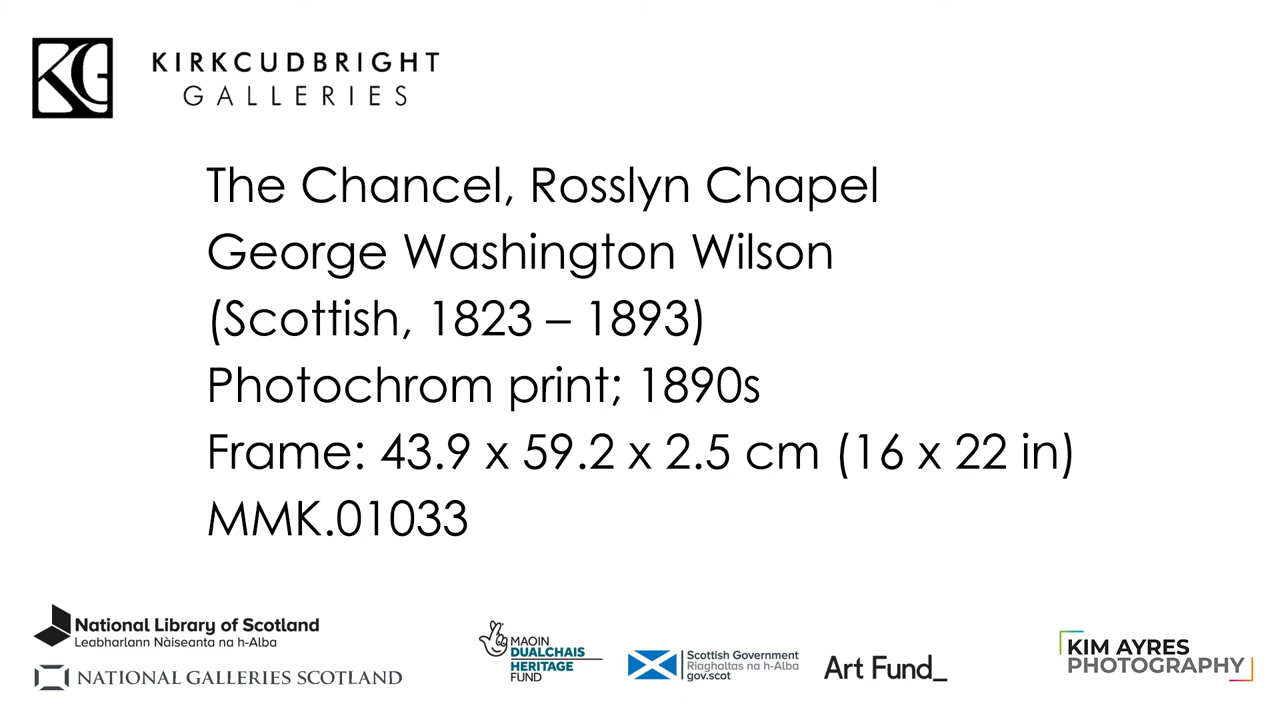 KG
KIRKCUDBRIGHT
GALLERIES
The Chancel, Rosslyn Chapel
George Washington Wilson
(Scottish, 1823 – 1893)
Photochrom print; 1890s
Frame: 43.9 x 59.2 x 2.5 cm (16 x 22 in)
MMK.01033
National Library of Scotland
Leabharlann Nàiseanta na h-Alba
NATIONAL GALLERIES SCOTLAND
MAOIN
DUALCHAIS
HERITAGE
FUND
Scottish Government
Riaghaltas na h-Alba
gov.scot
Art Fund_
KIM AYRES
PHOTOGRAPHY